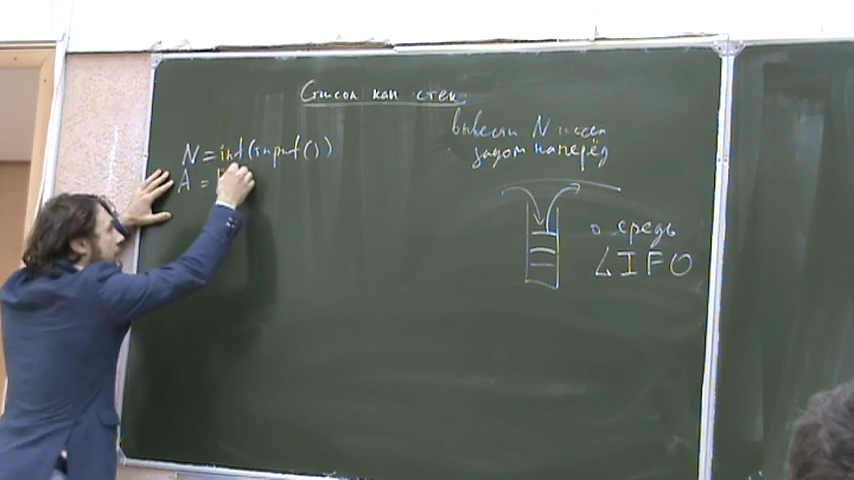 Список как стек
вывести N чисел
задом наперёд
N = int(input())
A = 
очередь
LIFO